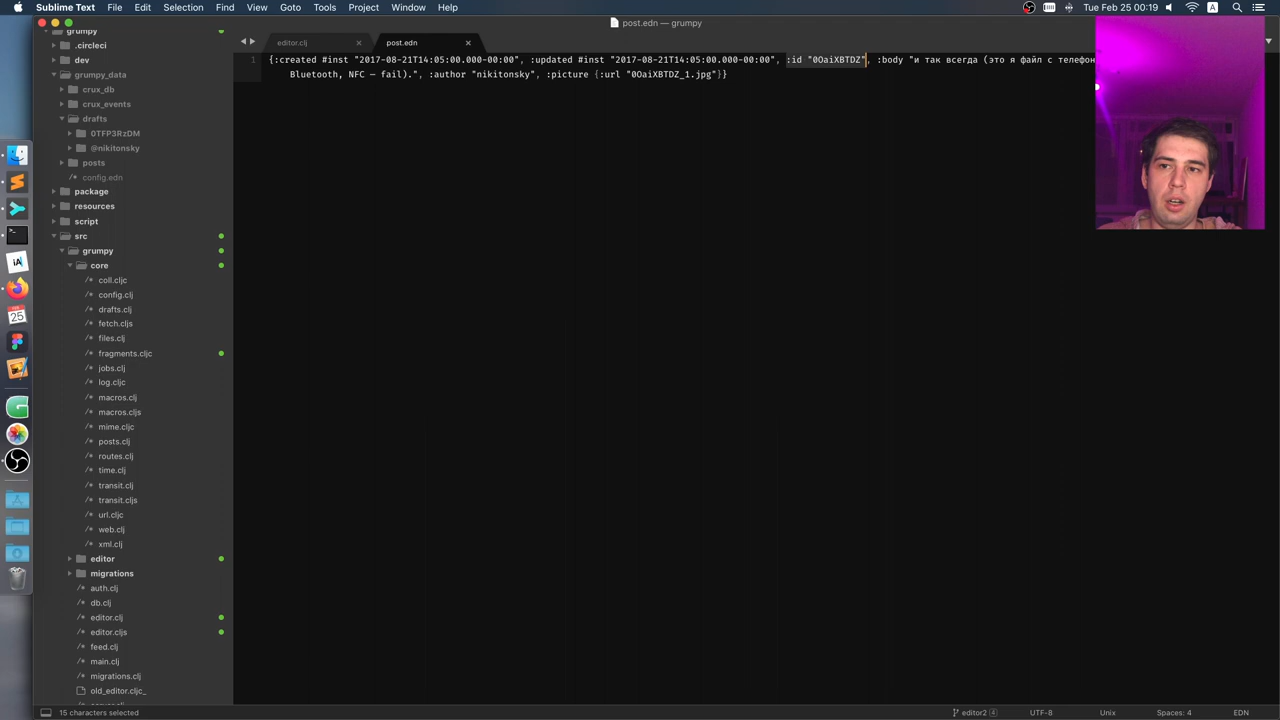 Sublime Text File Edit Selection Find View Goto Tools Project Window Help
Tue Feb 25 00:19
post.edn — grumpy
grumpy
.circleci
dev
grumpy_data
crux_db
crux_events
drafts
0TFP3RzDM
@nikitonsky
posts
config.edn
package
resources
script
src
grumpy
core
coll.cljc
config.clj
drafts.clj
fetch.cljs
files.clj
fragments.cljc
jobs.clj
log.cljc
macros.clj
macros.cljs
mime.cljc
posts.clj
routes.clj
time.clj
transit.clj
transit.cljs
url.cljc
web.clj
xml.clj
editor
migrations
auth.clj
db.clj
editor.clj
editor.cljs
feed.clj
main.clj
migrations.clj
old_editor.cljc_
editor.clj post.edn
1 {:created #inst "2017-08-21T14:05:00.000-00:00", :updated #inst "2017-08-21T14:05:00.000-00:00", :id "0OaiXBTDZ", :body "и так всегда (это я файл с телефон
Bluetooth, NFC — fail).", :author "nikitonsky", :picture {:url "0OaiXBTDZ_1.jpg"}}
15 characters selected
editor2 4 UTF-8 Unix Spaces: 4 EDN